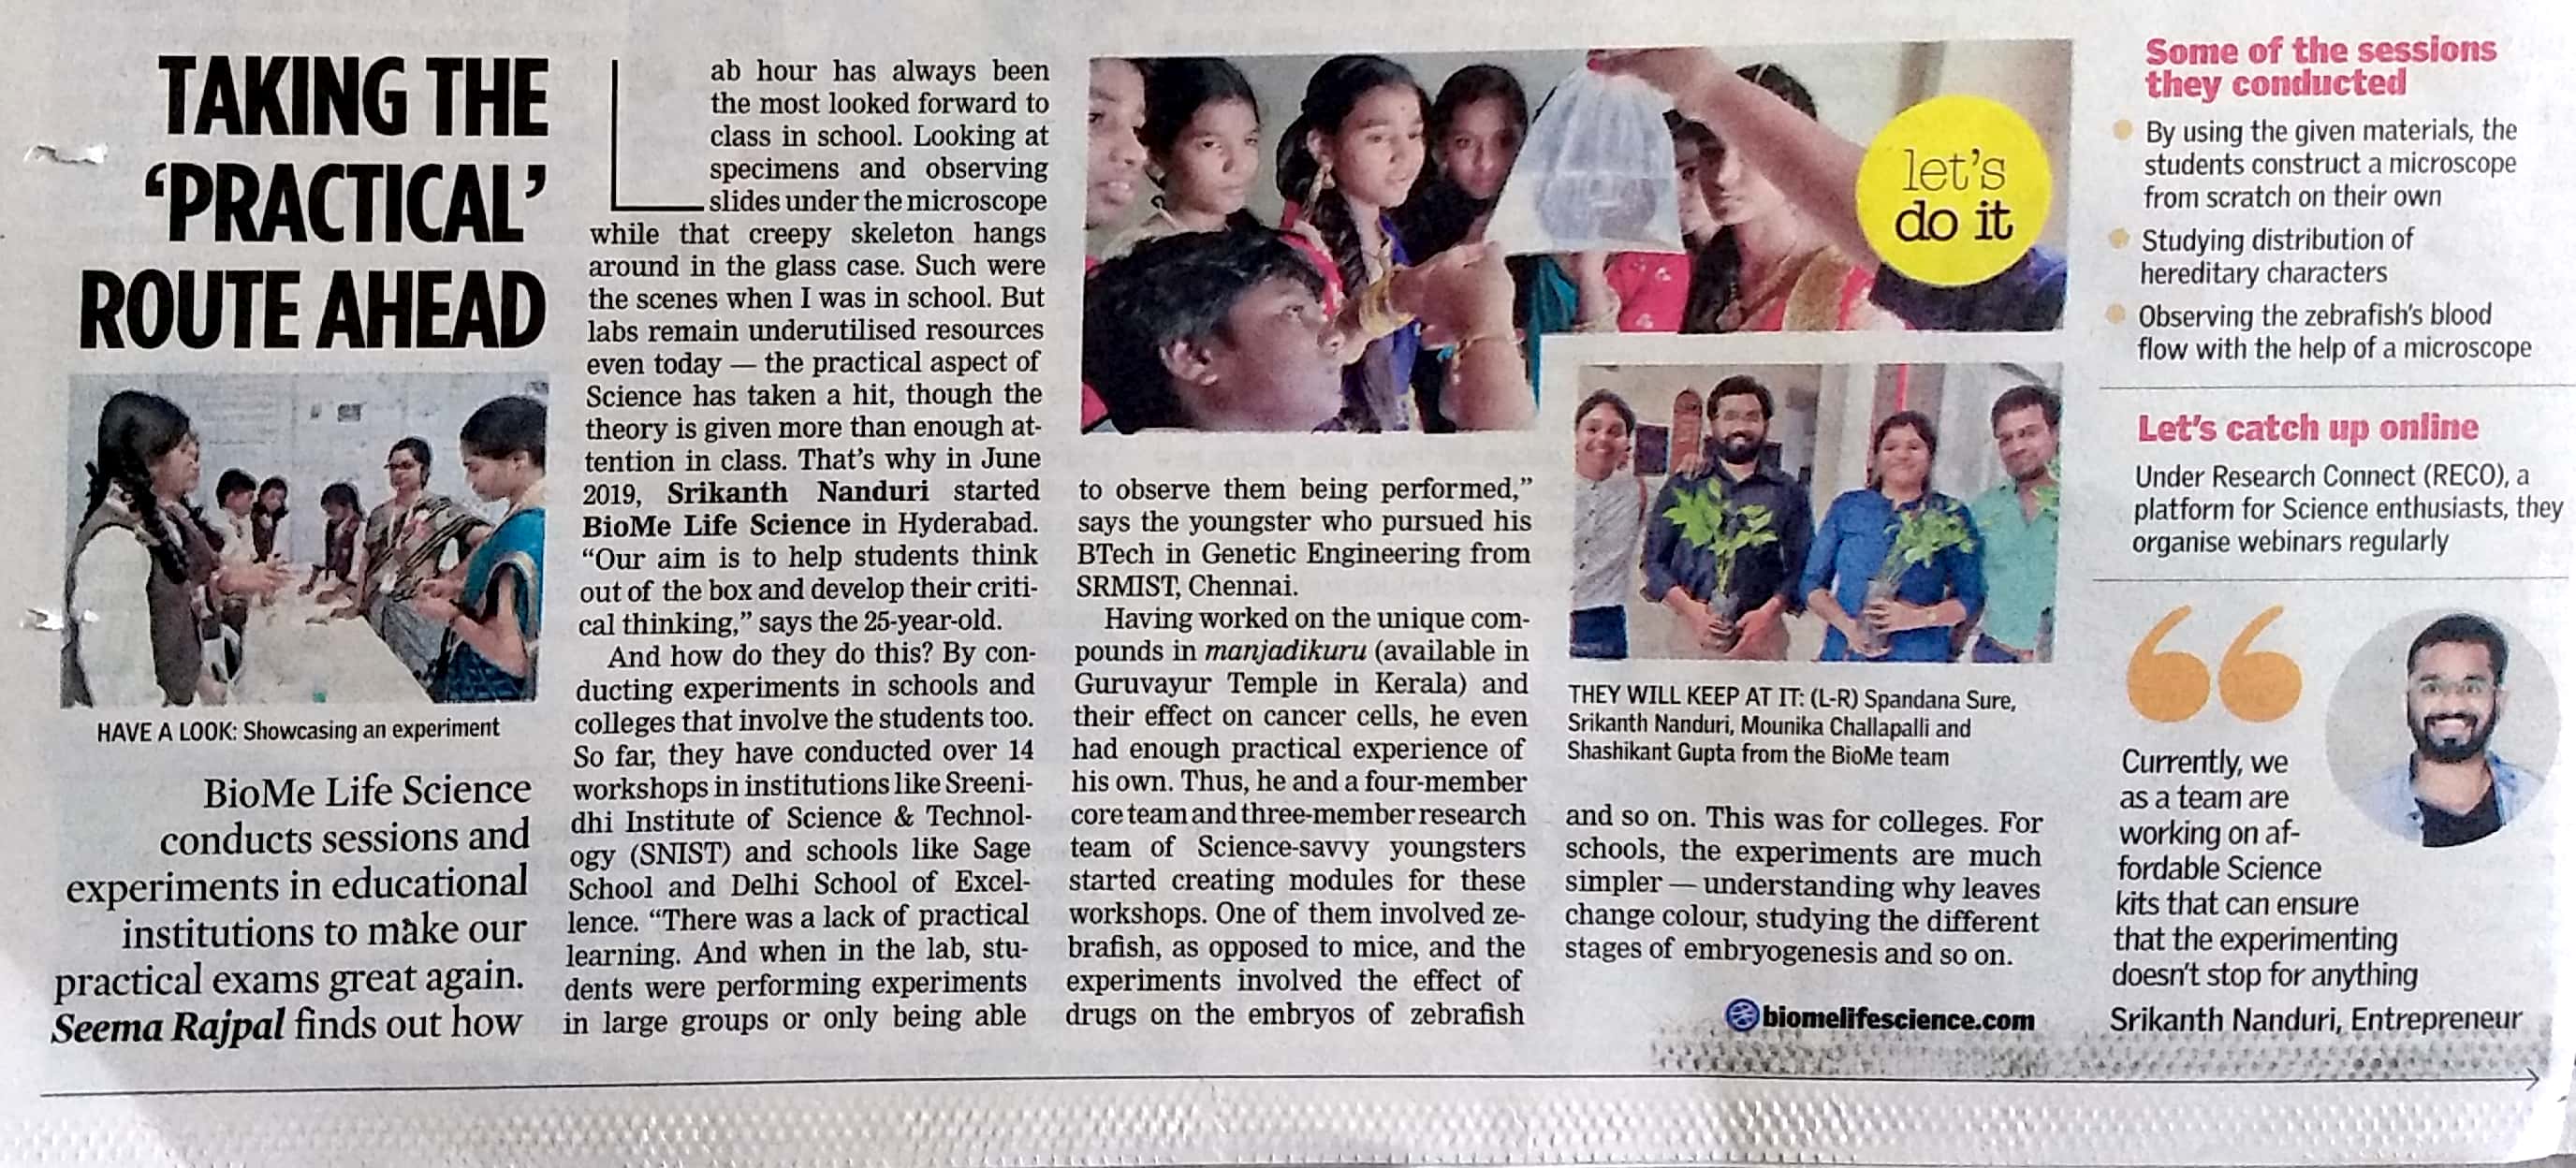 TAKING THE
‘PRACTICAL’
ROUTE AHEAD
HAVE A LOOK: Showcasing an experiment
BioMe Life Science
conducts sessions and
experiments in educational
institutions to make our
practical exams great again.
Seema Rajpal finds out how
Lab hour has always been
the most looked forward to
class in school. Looking at
specimens and observing
slides under the microscope
while that creepy skeleton hangs
around in the glass case. Such were
the scenes when I was in school. But
labs remain underutilised resources
even today — the practical aspect of
Science has taken a hit, though the
theory is given more than enough at-
tention in class. That’s why in June
2019, Srikanth Nanduri started
BioMe Life Science in Hyderabad.
“Our aim is to help students think
out of the box and develop their criti-
cal thinking,” says the 25-year-old.
And how do they do this? By con-
ducting experiments in schools and
colleges that involve the students too.
So far, they have conducted over 14
workshops in institutions like Sreeni-
dhi Institute of Science & Technol-
ogy (SNIST) and schools like Sage
School and Delhi School of Excel-
lence. “There was a lack of practical
learning. And when in the lab, stu-
dents were performing experiments
in large groups or only being able
let’s
do it
to observe them being performed,”
says the youngster who pursued his
BTech in Genetic Engineering from
SRMIST, Chennai.
Having worked on the unique com-
pounds in manjadikuru (available in
Guruvayur Temple in Kerala) and
their effect on cancer cells, he even
had enough practical experience of
his own. Thus, he and a four-member
core team and three-member research
team of Science-savvy youngsters
started creating modules for these
workshops. One of them involved ze-
brafish, as opposed to mice, and the
experiments involved the effect of
drugs on the embryos of zebrafish
THEY WILL KEEP AT IT: (L-R) Spandana Sure,
Srikanth Nanduri, Mounika Challapalli and
Shashikant Gupta from the BioMe team
and so on. This was for colleges. For
schools, the experiments are much
simpler — understanding why leaves
change colour, studying the different
stages of embryogenesis and so on.
biomelifescience.com
Some of the sessions
they conducted
By using the given materials, the
students construct a microscope
from scratch on their own
Studying distribution of
hereditary characters
Observing the zebrafish’s blood
flow with the help of a microscope
Let’s catch up online
Under Research Connect (RECO), a
platform for Science enthusiasts, they
organise webinars regularly
“
Currently, we
as a team are
working on af-
fordable Science
kits that can ensure
that the experimenting
doesn’t stop for anything
Srikanth Nanduri, Entrepreneur